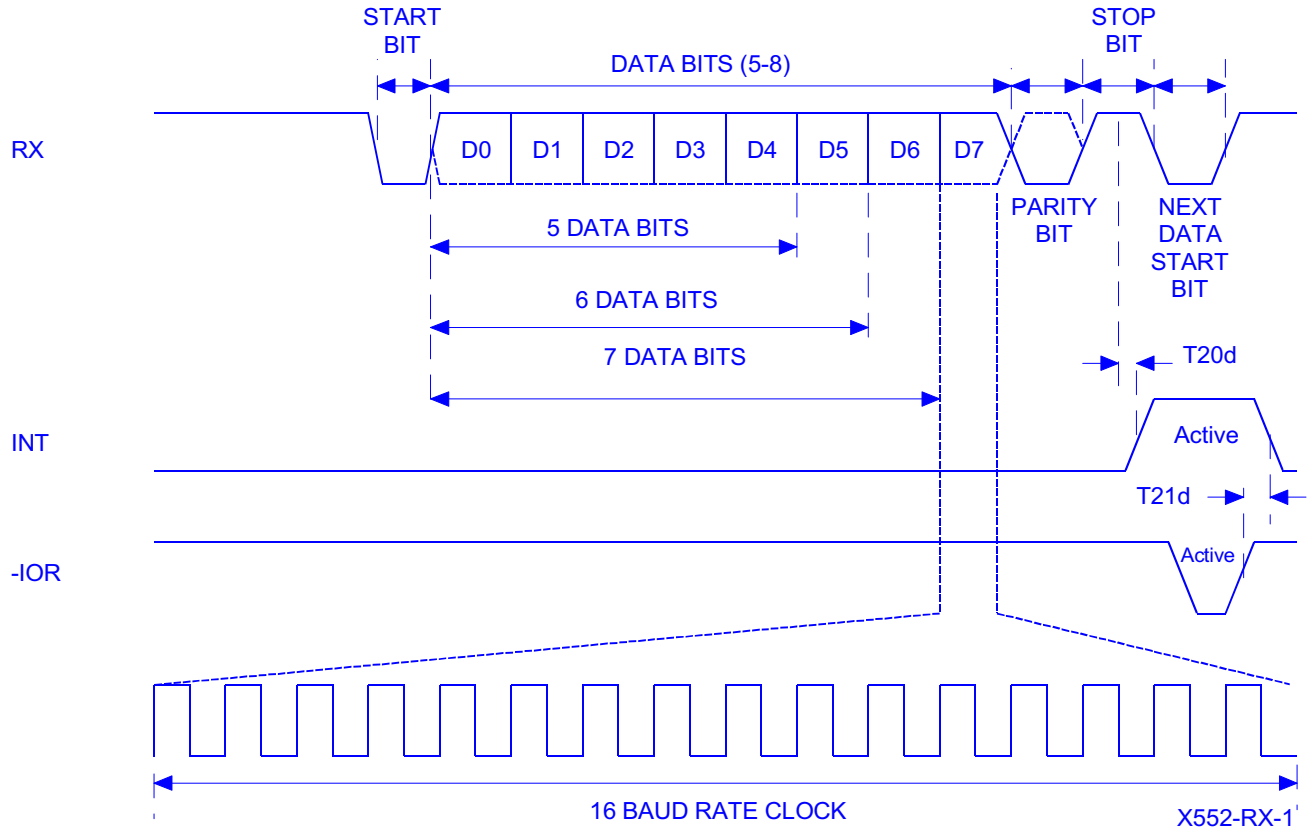 START
BIT
STOP
BIT
DATA BITS (5-8)
RX
D0 D1 D2 D3 D4 D5 D6 D7
PARITY
BIT
NEXT
DATA
START
BIT
5 DATA BITS
6 DATA BITS
7 DATA BITS
T20d
INT
Active
T21d
-IOR
Active
16 BAUD RATE CLOCK
X552-RX-1